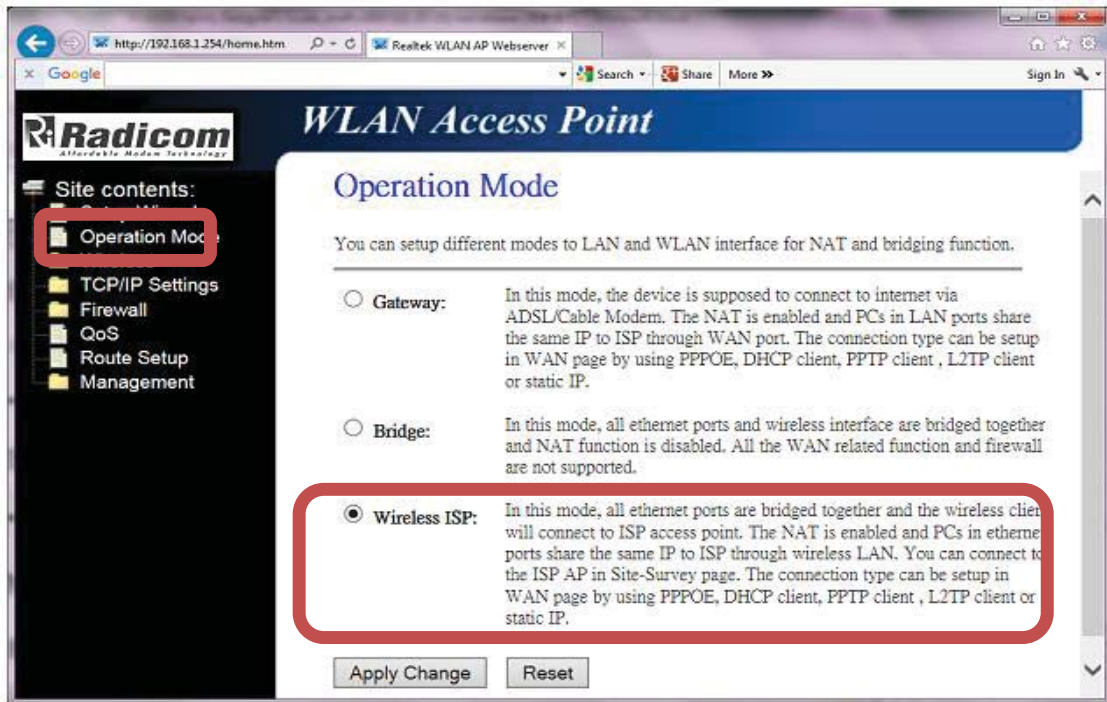 http://192.168.1.254/home.htm
Realtek WLAN AP Webserver
x Google
Search
Share
More »
Sign In
Radicom
Affordable Modem Technology
WLAN Access Point
Site contents:
Operation Mode
TCP/IP Settings
Firewall
QoS
Route Setup
Management
Operation Mode
You can setup different modes to LAN and WLAN interface for NAT and bridging function.
Gateway:
In this mode, the device is supposed to connect to internet via
ADSL/Cable Modem. The NAT is enabled and PCs in LAN ports share
the same IP to ISP through WAN port. The connection type can be setup
in WAN page by using PPPOE, DHCP client, PPTP client , L2TP client
or static IP.
Bridge:
In this mode, all ethernet ports and wireless interface are bridged together
and NAT function is disabled. All the WAN related function and firewall
are not supported.
Wireless ISP:
In this mode, all ethernet ports are bridged together and the wireless clien
will connect to ISP access point. The NAT is enabled and PCs in etherne
ports share the same IP to ISP through wireless LAN. You can connect to
the ISP AP in Site-Survey page. The connection type can be setup in
WAN page by using PPPOE, DHCP client, PPTP client , L2TP client or
static IP.
Apply Change
Reset